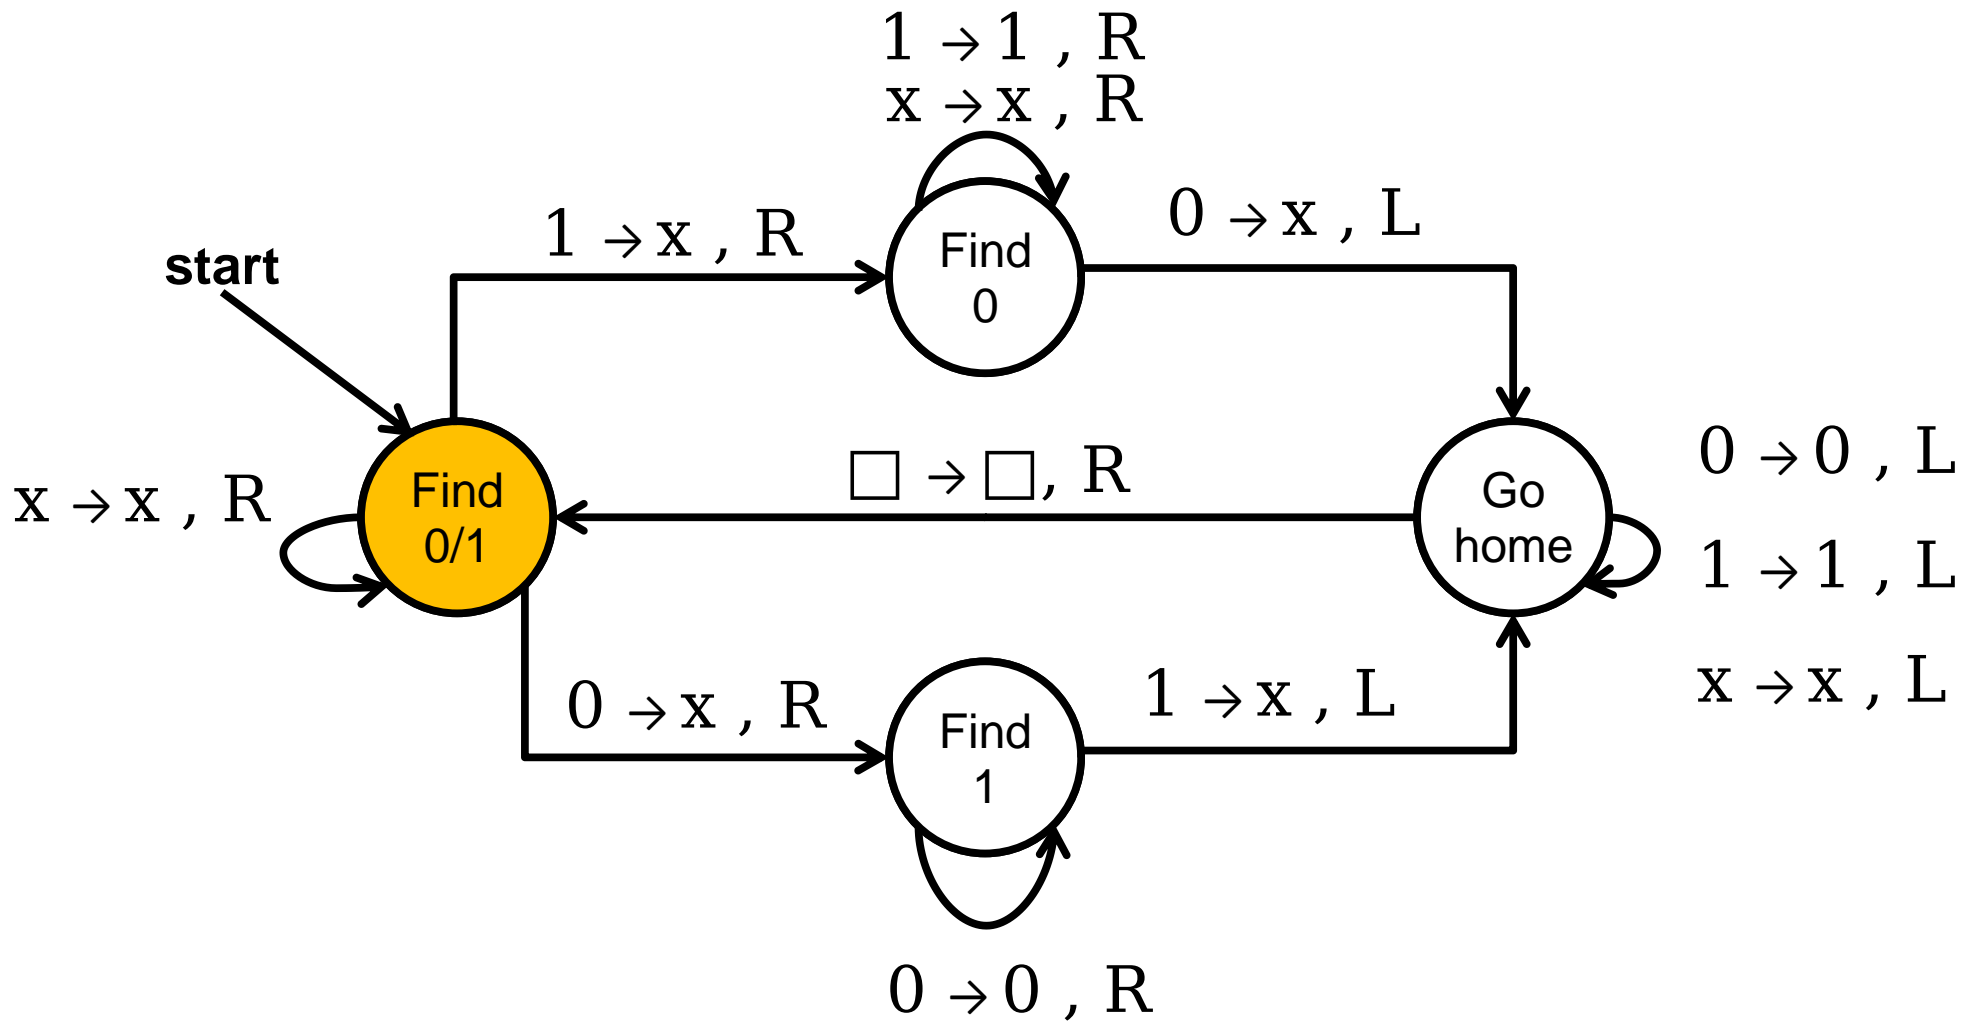 1 → 1 , R
x → x , R
0 → x , L
1 → x , R
start
Find
0
□ → □, R
0 → 0 , L
x → x , R
Find
0/1
Go
home
1 → 1 , L
x → x , L
0 → x , R
1 → x , L
Find
1
0 → 0 , R